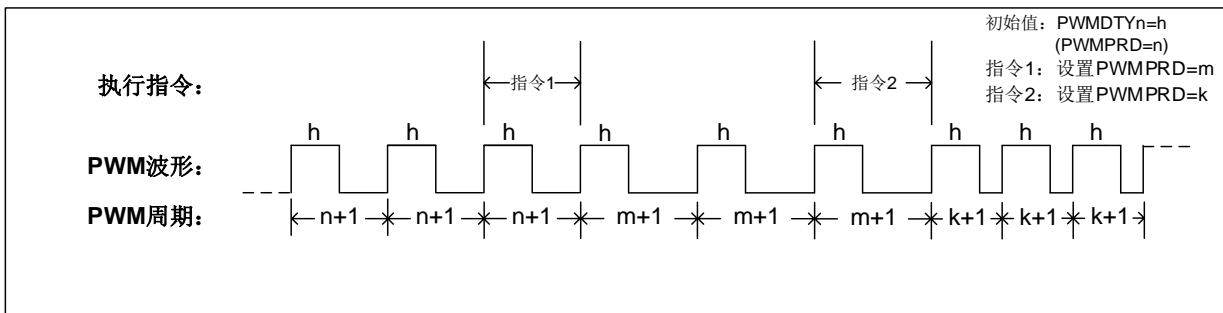 初始值：PWMDTYn=h
(PWMPRD=n)
指令1：设置PWMPRD=m
指令2：设置PWMPRD=k
执行指令： 指令1 指令2
h h h h h h h h h
PWM波形：
PWM周期： n+1 n+1 n+1 m+1 m+1 m+1 k+1 k+1 k+1